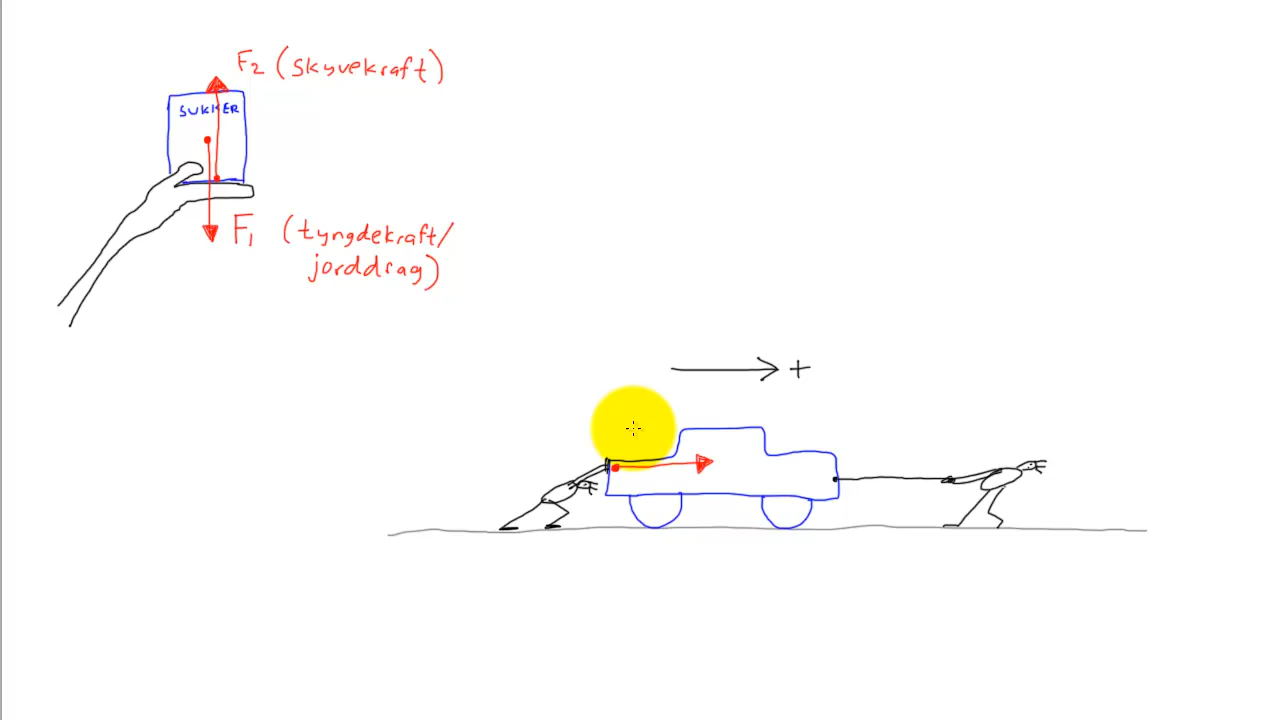 F2 (skyvekraft)
SUKKER
F1 (tyngdekraft/
jorddrag)
+